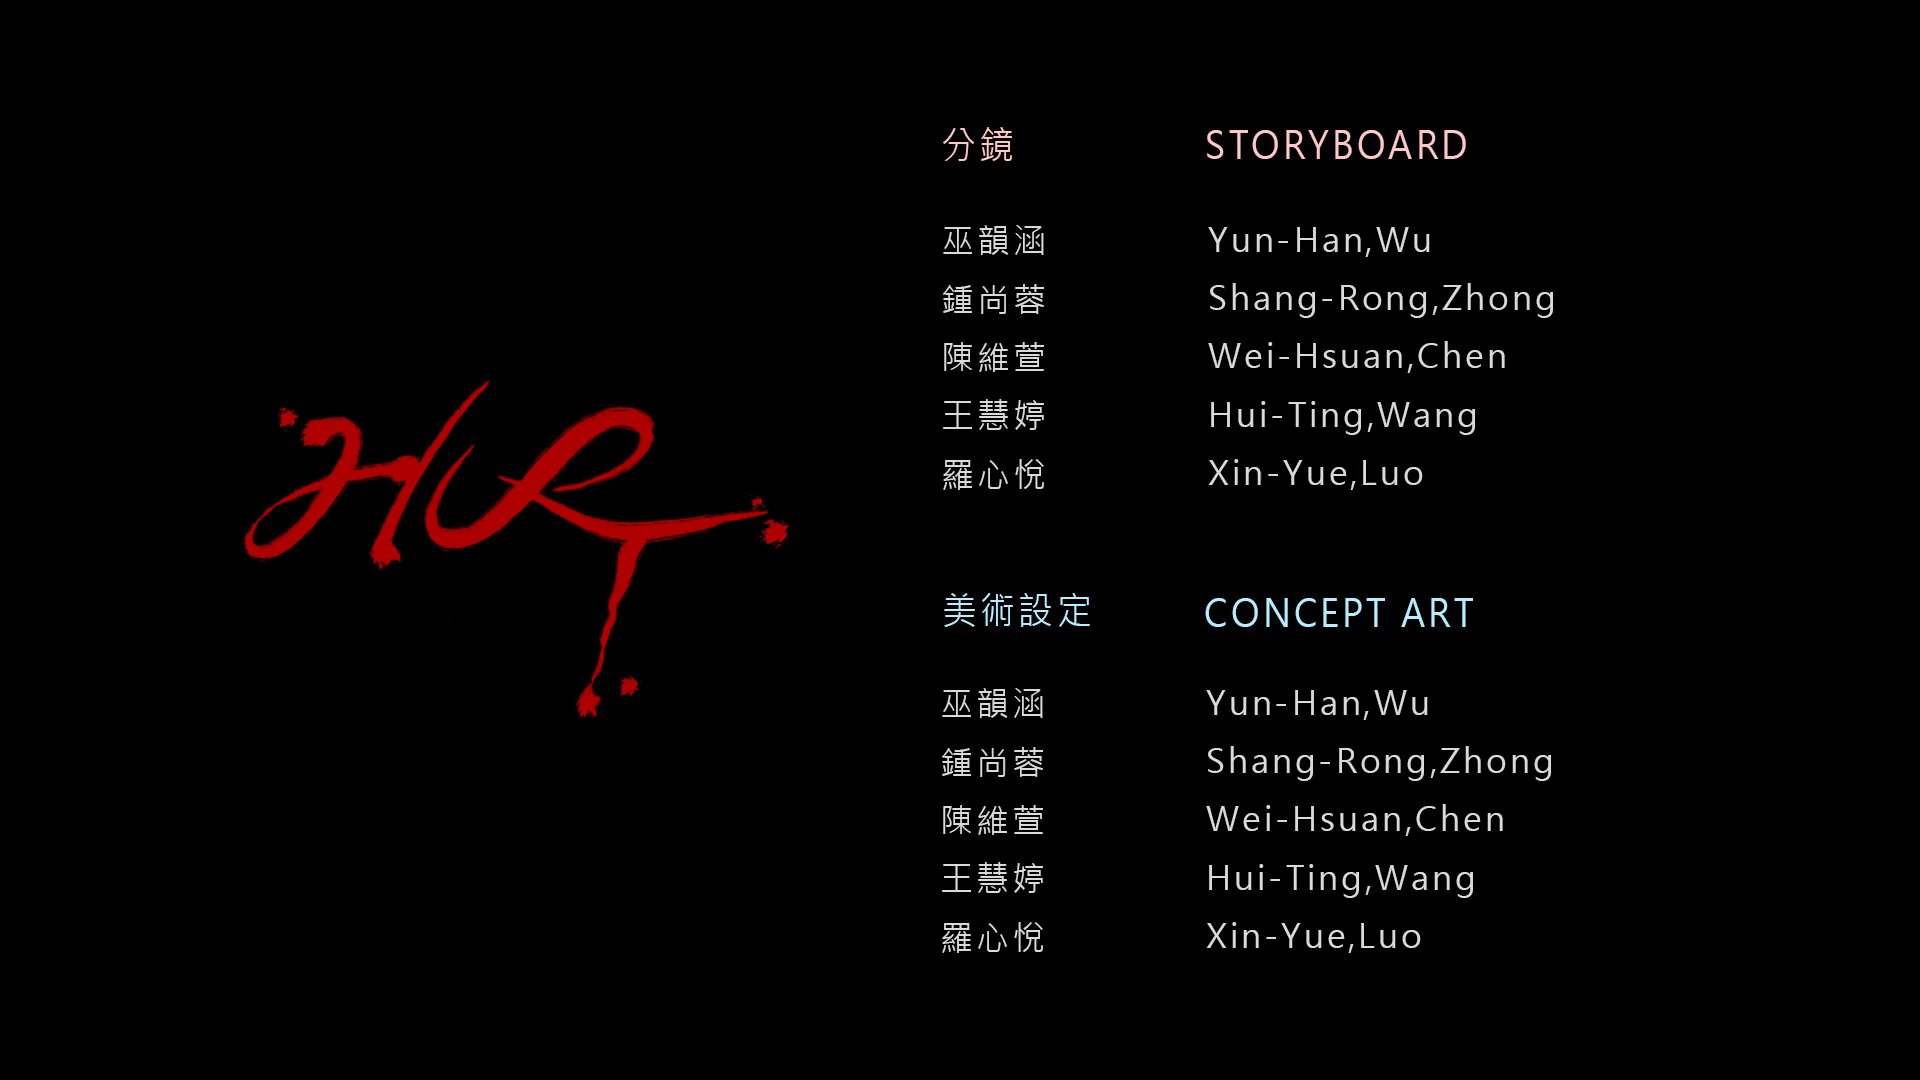 HURT
分鏡 STORYBOARD
巫韻涵 Yun-Han,Wu
鍾尚蓉 Shang-Rong,Zhong
陳維萱 Wei-Hsuan,Chen
王慧婷 Hui-Ting,Wang
羅心悅 Xin-Yue,Luo
美術設定 CONCEPT ART
巫韻涵 Yun-Han,Wu
鍾尚蓉 Shang-Rong,Zhong
陳維萱 Wei-Hsuan,Chen
王慧婷 Hui-Ting,Wang
羅心悅 Xin-Yue,Luo